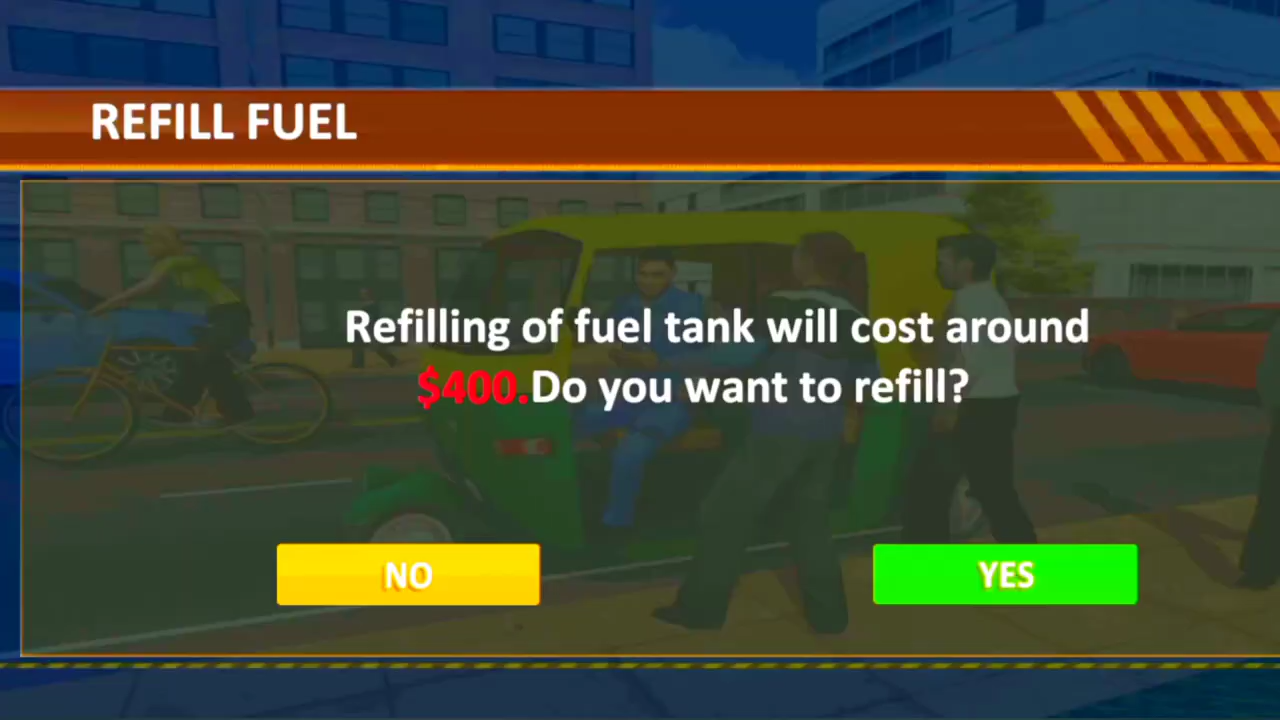 REFILL FUEL
Refilling of fuel tank will cost around
$400.Do you want to refill?
NO
YES